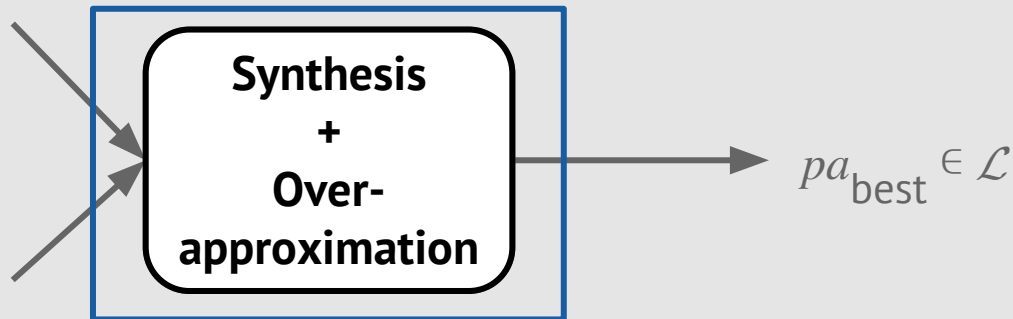 Synthesis
+
Over-
approximation
pa_best ∈ ℒ